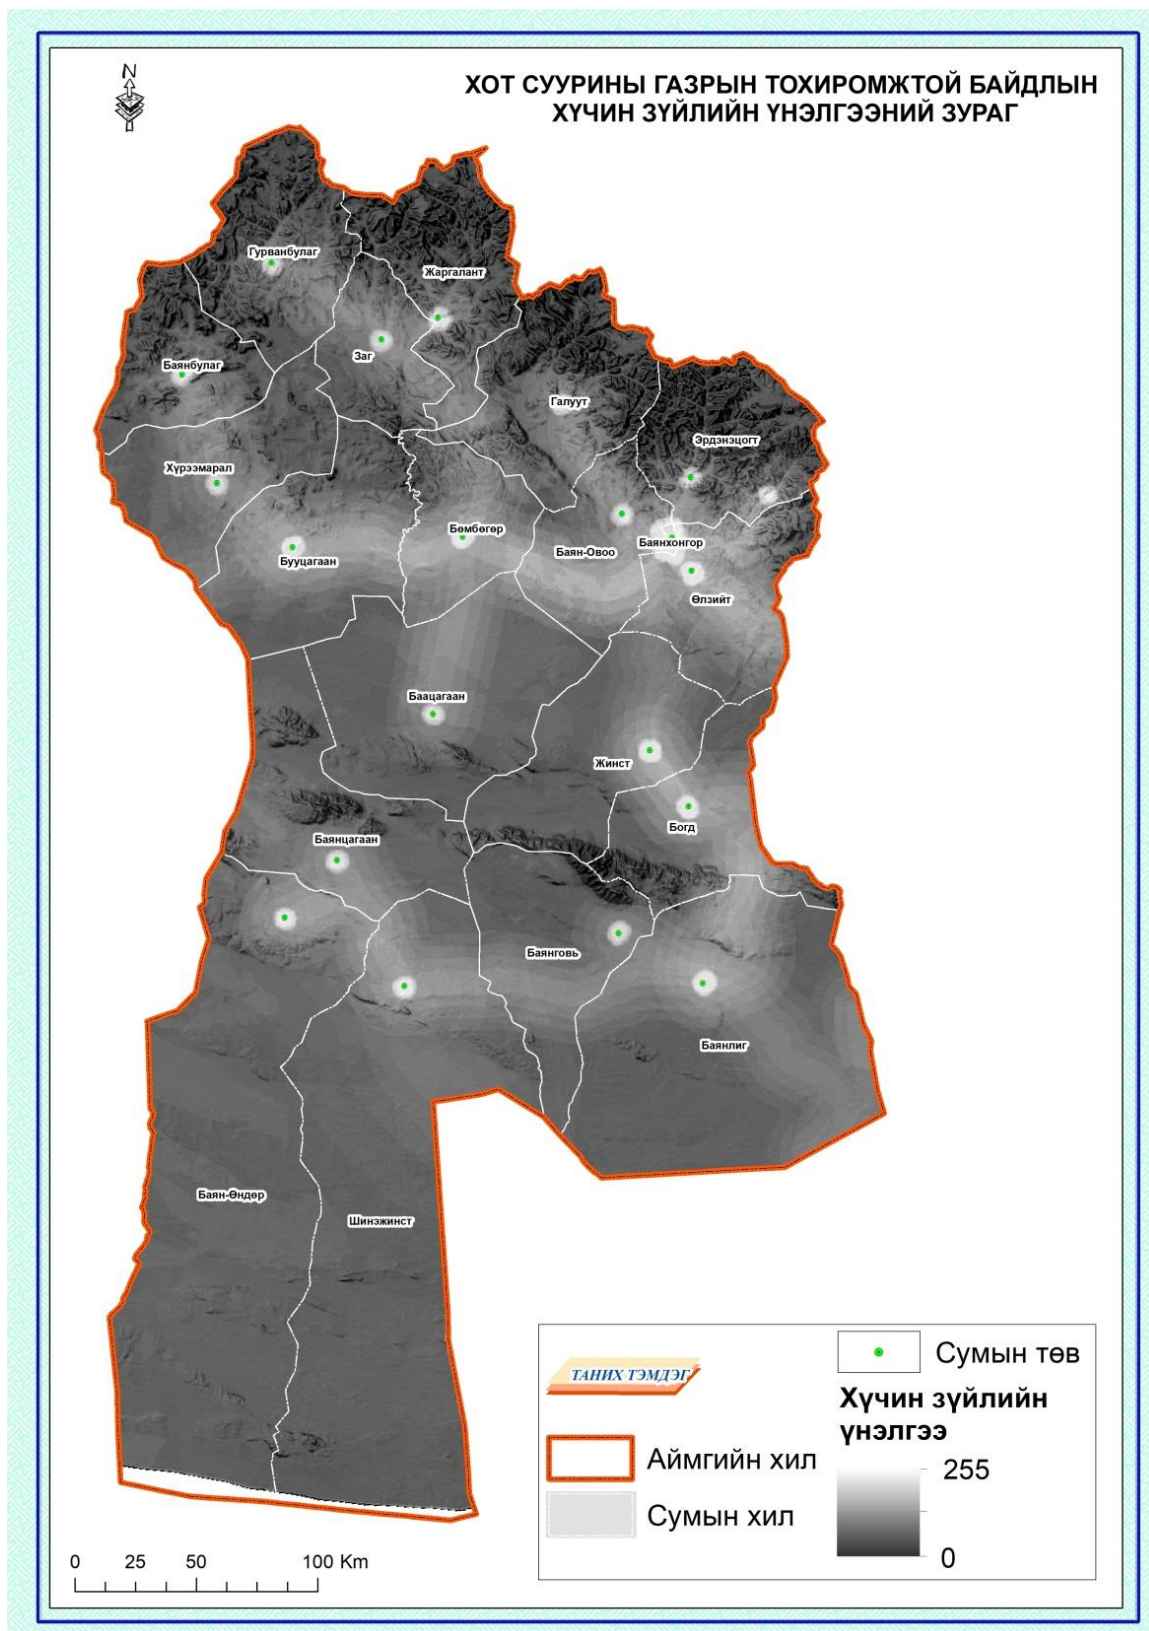 N
ХОТ СУУРИНЫ ГАЗРЫН ТОХИРОМЖТОЙ БАЙДЛЫН
ХҮЧИН ЗҮЙЛИЙН ҮНЭЛГЭЭНИЙ ЗУРАГ
Гурванбулаг
Жаргалант
Заг
Баянбулаг
Галуут
Эрдэнэцогт
Хүрээмарал
Бөмбөгөр
Баянхонгор
Баян-Овоо
Бууцагаан
Өлзийт
Баацагаан
Жинст
Богд
Баянцагаан
Баянговь
Баянлиг
Баян-Өндөр
Шинэжинст
ТАНИХ ТЭМДЭГ
Аймгийн хил
Сумын хил
Сумын төв
Хүчин зүйлийн
үнэлгээ
255
0
0 25 50 100 Km